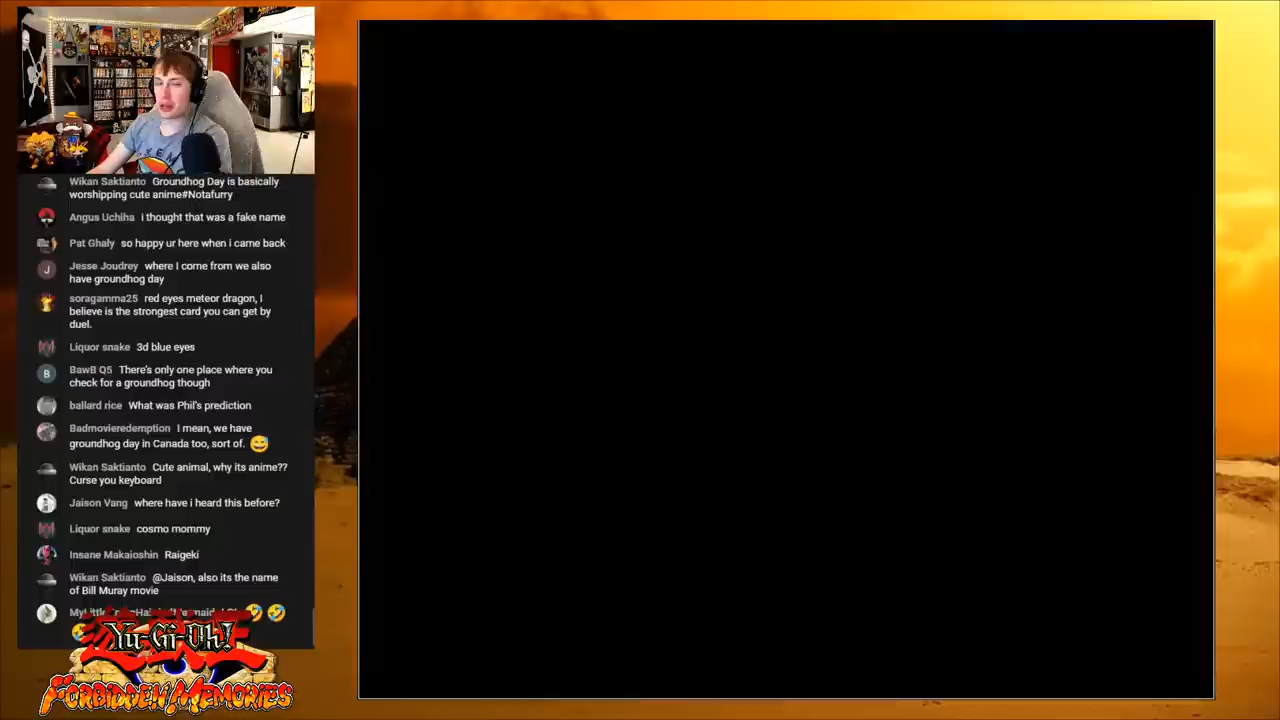 Wikan Saktianto Groundhog Day is basically
worshipping cute anime#Notafurry
Angus Uchiha i thought that was a fake name
Pat Ghaly so happy ur here when i came back
Jesse Joudrey where I come from we also
have groundhog day
soragamma25 red eyes meteor dragon, I
believe is the strongest card you can get by
duel.
Liquor snake 3d blue eyes
BawB Q5 There's only one place where you
check for a groundhog though
ballard rice What was Phil's prediction
Badmovieredemption I mean, we have
groundhog day in Canada too, sort of. 😅
Wikan Saktianto Cute animal, why its anime??
Curse you keyboard
Jaison Vang where have i heard this before?
Liquor snake cosmo mommy
Insane Makaioshin Raigeki
Wikan Saktianto @Jaison, also its the name
of Bill Muray movie
🤣 🤣
Yu-Gi-Oh!
Forbidden Memories